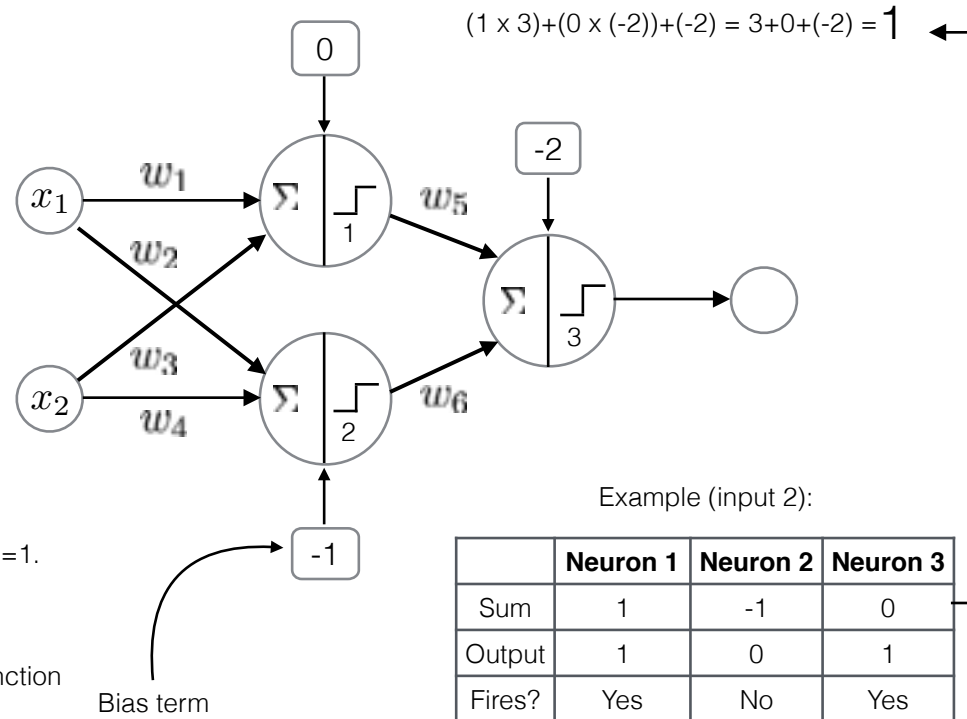 (1 x 3)+(0 x (-2))+(-2) = 3+0+(-2) = 1
0
-2
x₁
w₁
Σ
1
w₅
w₂
Σ
3
w₃
x₂
w₄
Σ
2
w₆
-1
=1.
nction
Bias term
Example (input 2):
Neuron 1 Neuron 2 Neuron 3
Sum 1 -1 0
Output 1 0 1
Fires? Yes No Yes